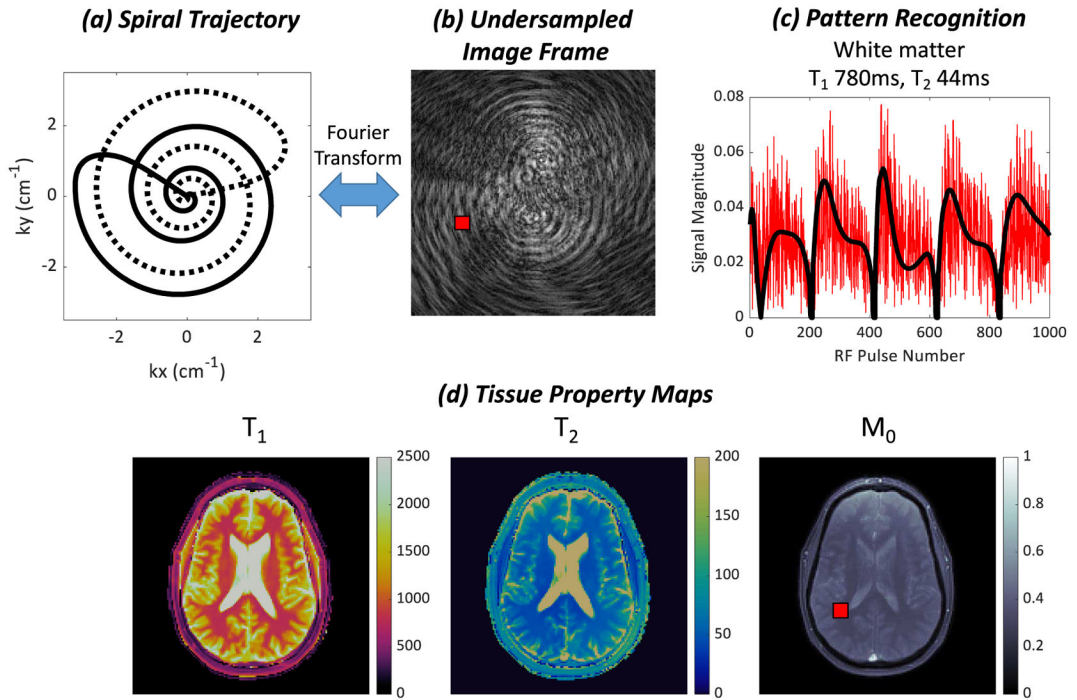 (a) Spiral Trajectory
2
0
-2
ky (cm⁻¹)
-2
0
2
kx (cm⁻¹)
Fourier
Transform
(b) Undersampled
Image Frame
(c) Pattern Recognition
White matter
T₁ 780ms, T₂ 44ms
0.08
0.06
0.04
0.02
0
Signal Magnitude
0
200
400
600
800
1000
RF Pulse Number
(d) Tissue Property Maps
T₁
2500
2000
1500
1000
500
0
T₂
200
150
100
50
0
M₀
1
0.8
0.6
0.4
0.2
0